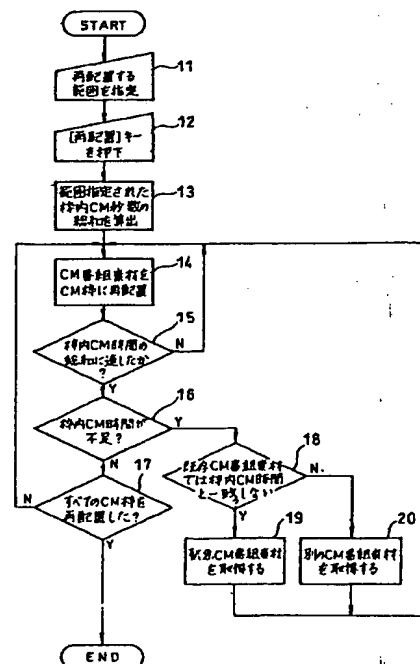 START
11
再配置する
範囲を指定
12
[再配置]キー
を押下
13
範囲指定された
枠内CM秒数の
総和を算出
14
CM番組素材を
CM枠に再配置
15
枠内CM時間の
総和に達したか
?
N
Y
16
枠内CM時間が
不足?
Y
N
17
すべてのCM枠を
再配置した?
N
Y
18
既存CM番組素材
では枠内CM時間
と一致しない
?
N
Y
19
CM番組素材
を取得する
20
別のCM番組素材
を取得する
END